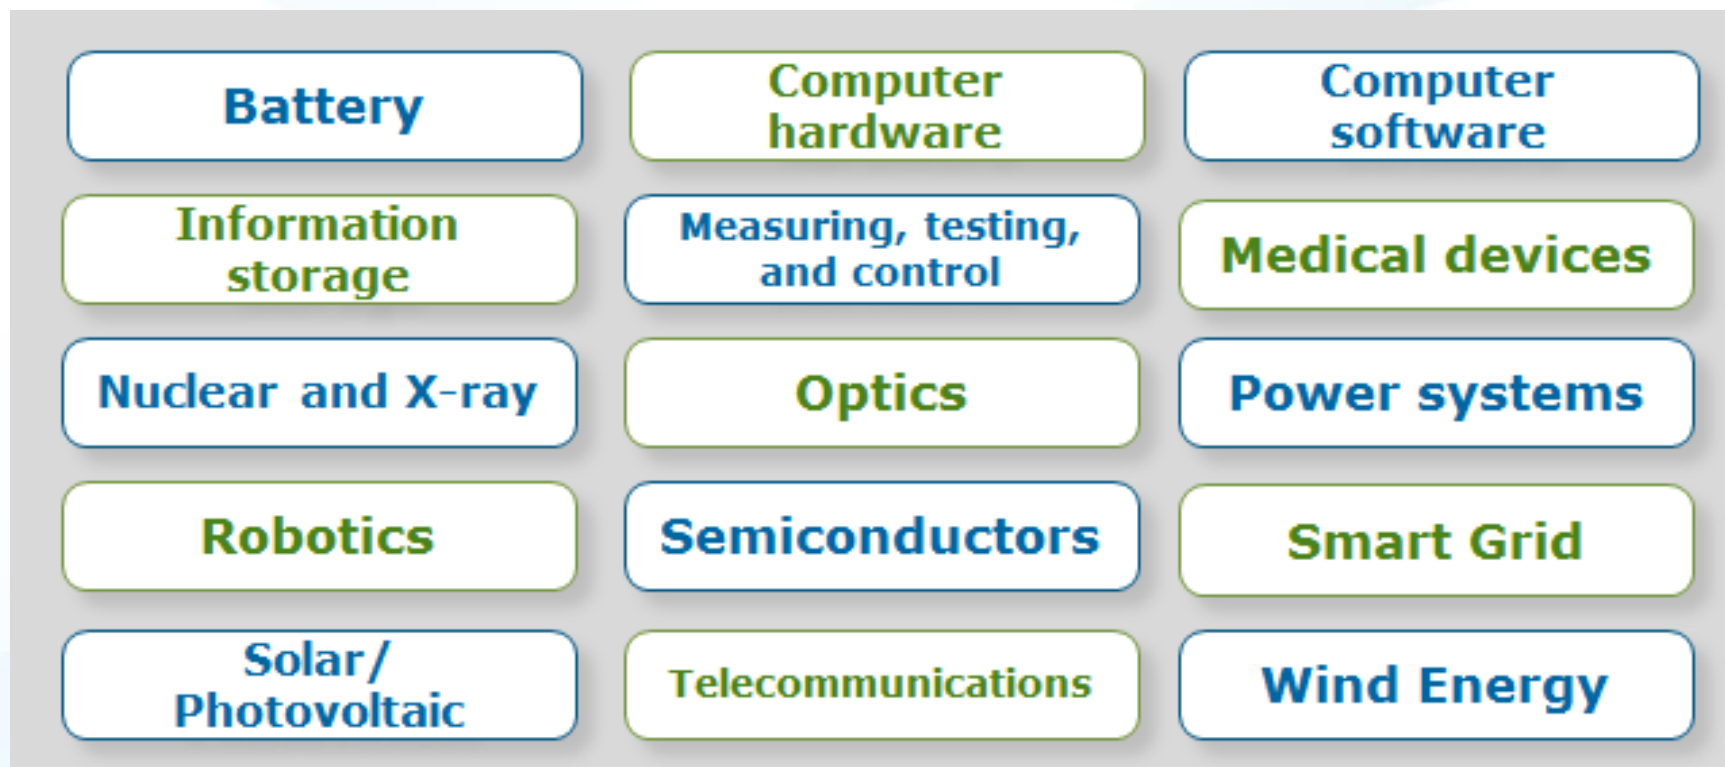 Battery
Computer
hardware
Computer
software
Information
storage
Measuring, testing,
and control
Medical devices
Nuclear and X-ray
Optics
Power systems
Robotics
Semiconductors
Smart Grid
Solar/
Photovoltaic
Telecommunications
Wind Energy